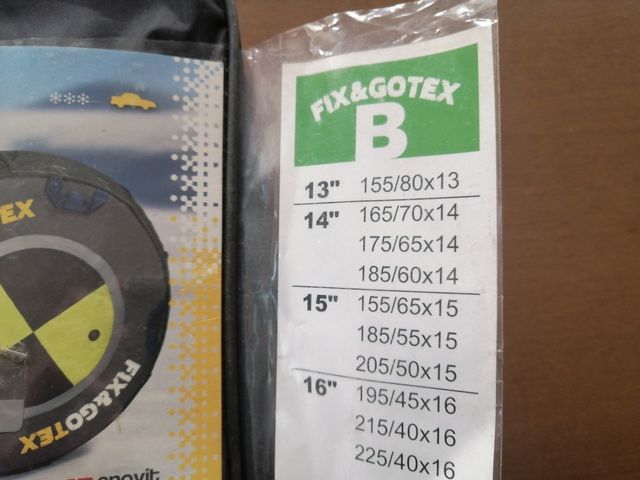 FIX&GOTEX
B
13" 155/80x13
14" 165/70x14
175/65x14
185/60x14
15" 155/65x15
185/55x15
205/50x15
16" 195/45x16
215/40x16
225/40x16
TEX
FIX&GOTEX